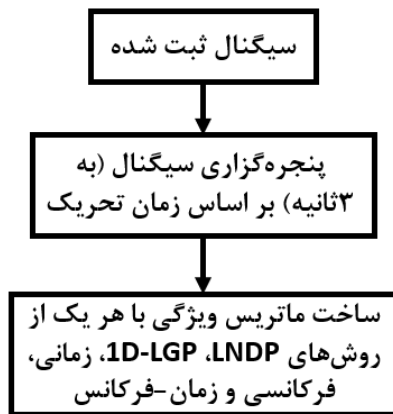 سیگنال ثبت شده
پنجره‌گزاری سیگنال (به
۳ثانیه) بر اساس زمان تحریک
ساخت ماتریس ویژگی با هر یک از
روش‌های 1D-LGP ،LNDP، زمانی،
فرکانسی و زمان-فرکانس